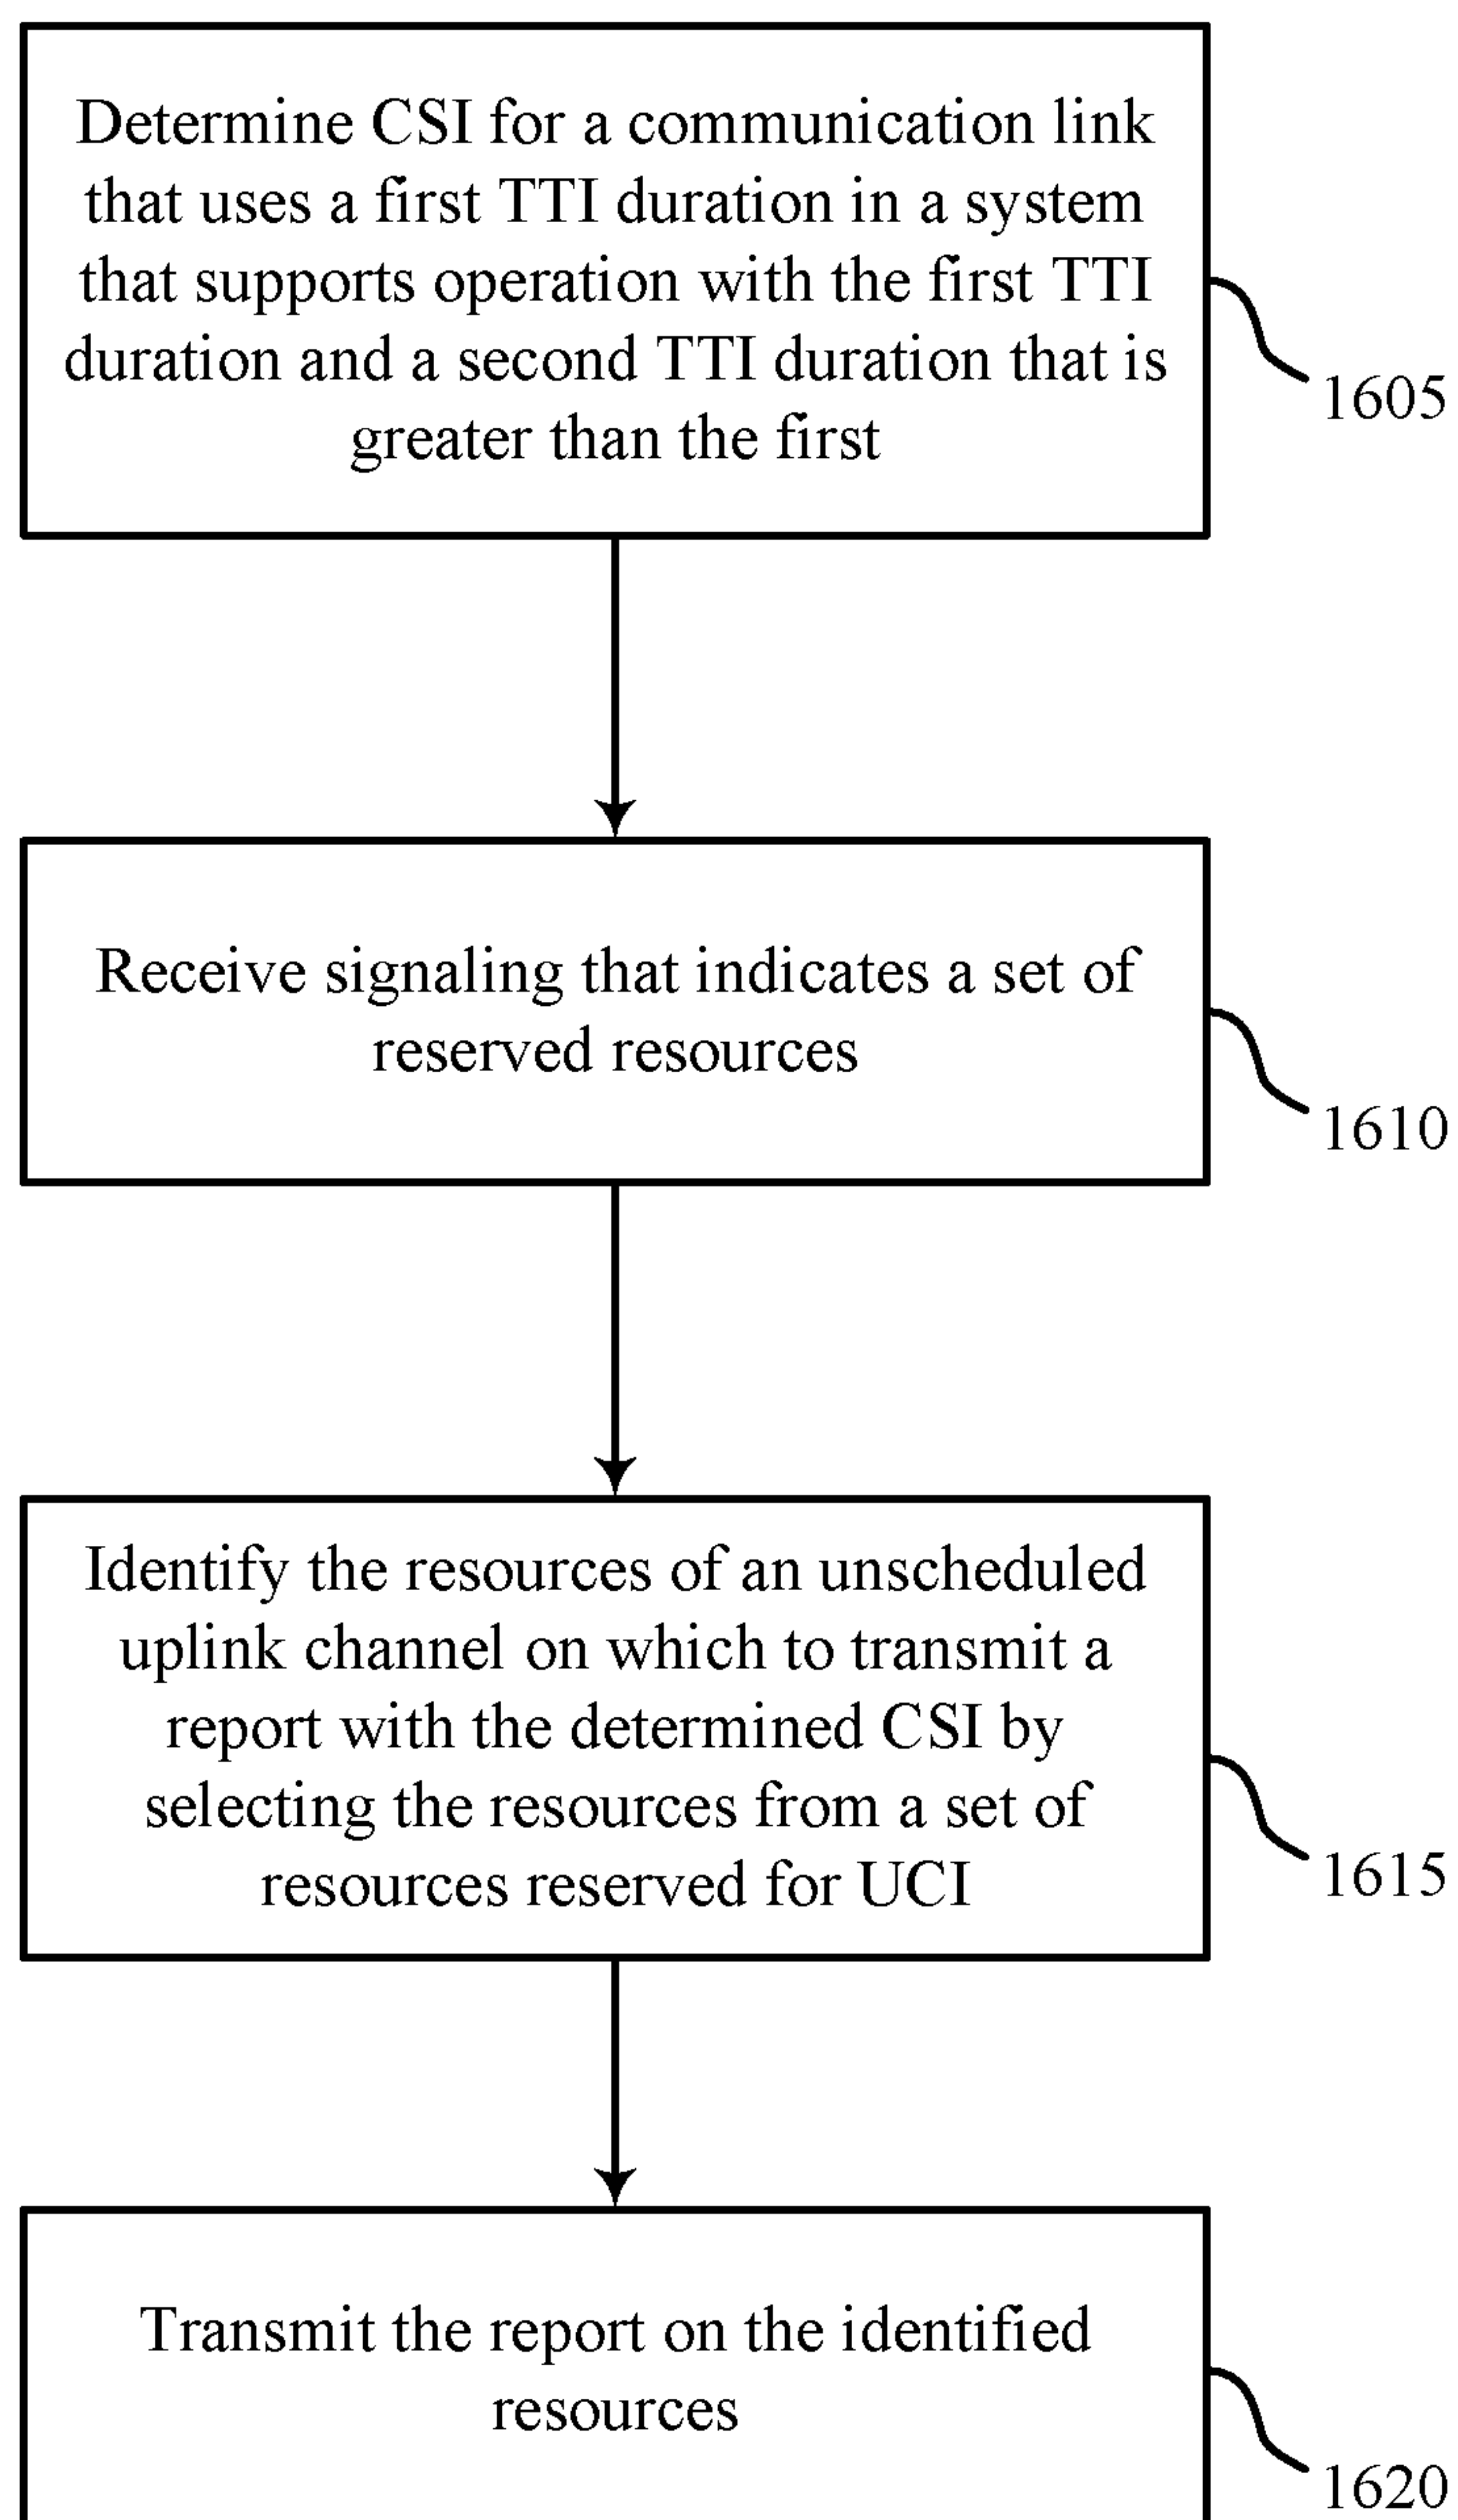 Determine CSI for a communication link
that uses a first TTI duration in a system
that supports operation with the first TTI
duration and a second TTI duration that is
greater than the first
1605
Receive signaling that indicates a set of
reserved resources
1610
Identify the resources of an unscheduled
uplink channel on which to transmit a
report with the determined CSI by
selecting the resources from a set of
resources reserved for UCI
1615
Transmit the report on the identified
resources
1620